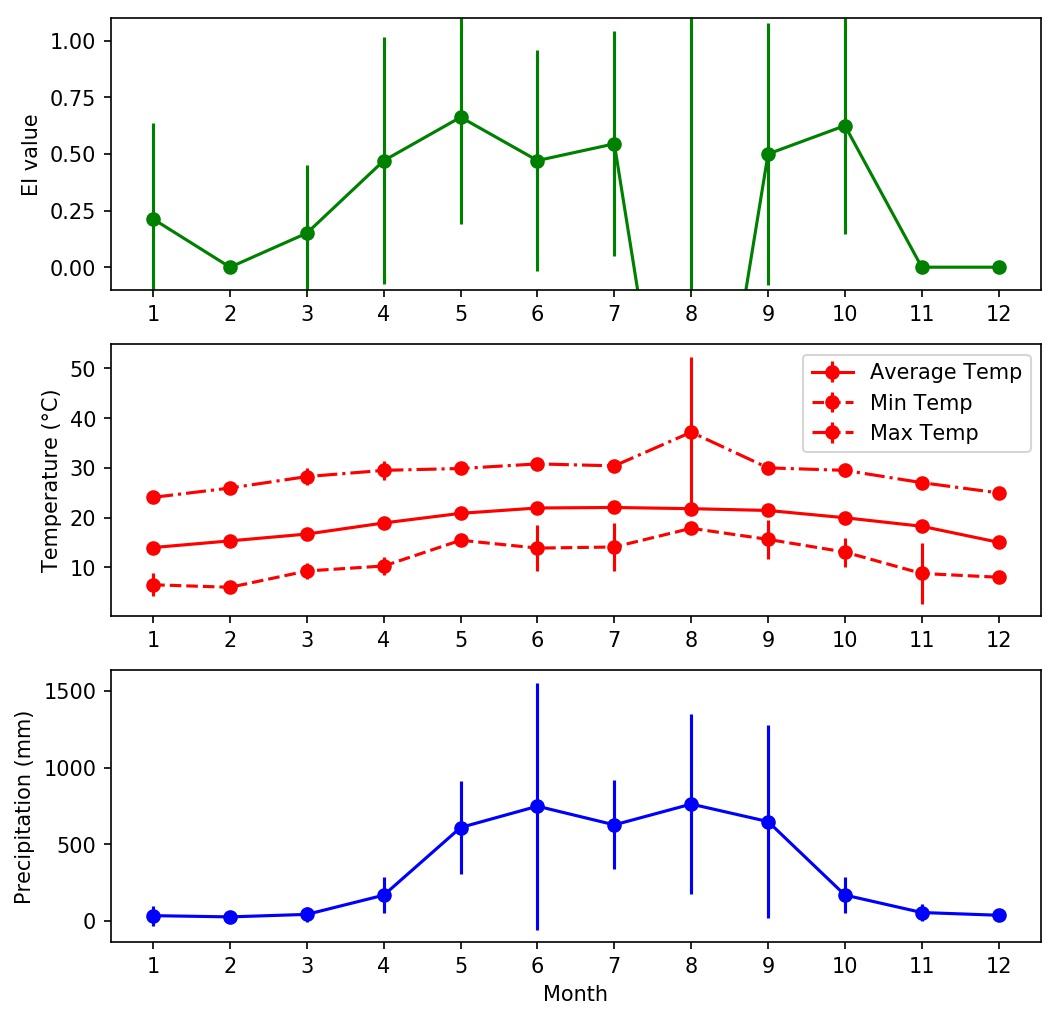 EI value
1.00
0.75
0.50
0.25
0.00
1 2 3 4 5 6 7 8 9 10 11 12
Temperature (°C)
50
40
30
20
10
Average Temp
Min Temp
Max Temp
1 2 3 4 5 6 7 8 9 10 11 12
Precipitation (mm)
1500
1000
500
0
1 2 3 4 5 6 7 8 9 10 11 12
Month